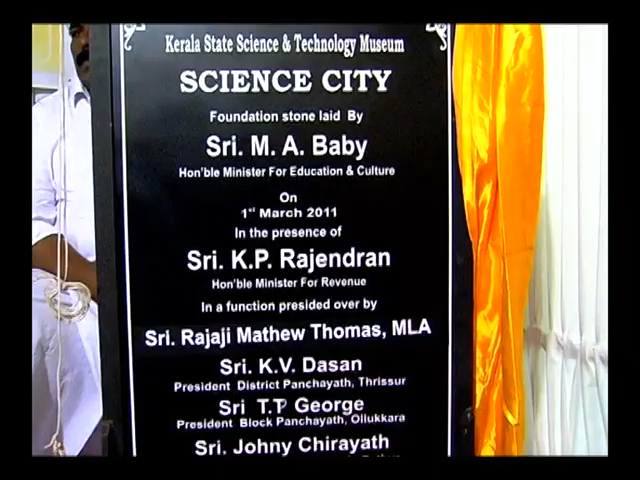 Kerala State Science & Technology Museum
SCIENCE CITY
Foundation stone laid By
Sri. M. A. Baby
Hon'ble Minister For Education & Culture
On
1st March 2011
In the presence of
Sri. K.P. Rajendran
Hon'ble Minister For Revenue
In a function presided over by
Sri. Rajaji Mathew Thomas, MLA
Sri. K.V. Dasan
President District Panchayath, Thrissur
Sri T.P George
President Block Panchayath, Ollukkara
Sri. Johny Chirayath